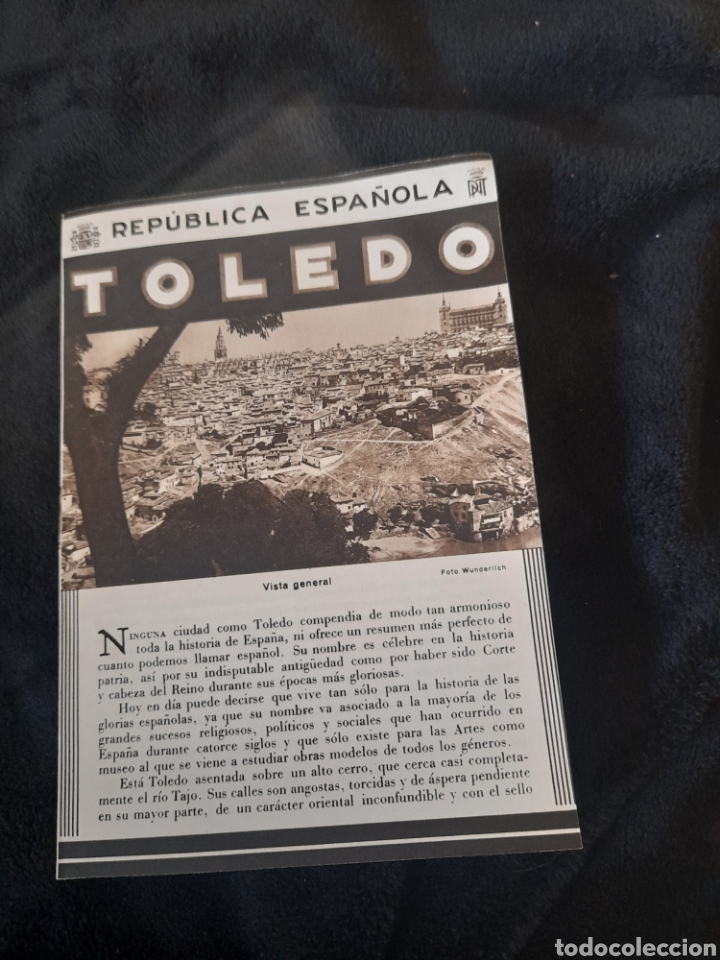 REPÚBLICA ESPAÑOLA
TOLEDO
Vista general
Foto Wunderlich
NINGUNA ciudad como Toledo compendia de modo tan armonioso
toda la historia de España, ni ofrece un resumen más perfecto de
cuanto podemos llamar español. Su nombre es célebre en la historia
patria, así por su indisputable antigüedad como por haber sido Corte
y cabeza del Reino durante sus épocas más gloriosas.
Hoy en día puede decirse que vive tan sólo para la historia de las
glorias españolas, ya que su nombre va asociado a la mayoría de los
grandes sucesos religiosos, políticos y sociales que han ocurrido en
España durante catorce siglos y que sólo existe para las Artes como
museo al que se viene a estudiar obras modelos de todos los géneros.
Está Toledo asentada sobre un alto cerro, que cerca casi completa-
mente el río Tajo. Sus calles son angostas, torcidas y de áspera pendiente
en su mayor parte, de un carácter oriental inconfundible y con el sello
todocoleccion